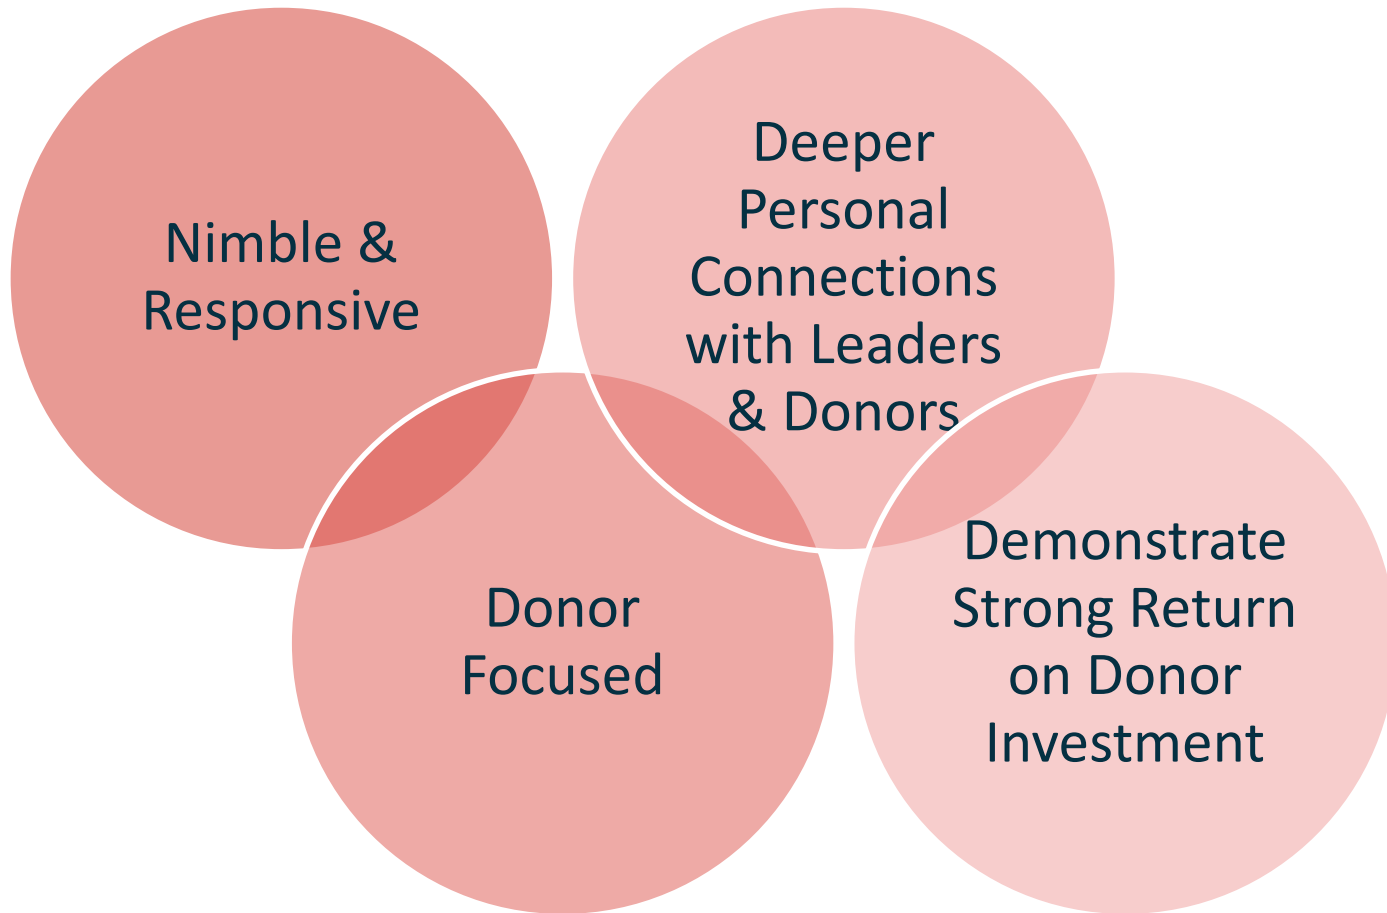 Nimble &
Responsive
Deeper
Personal
Connections
with Leaders
& Donors
Donor
Focused
Demonstrate
Strong Return
on Donor
Investment